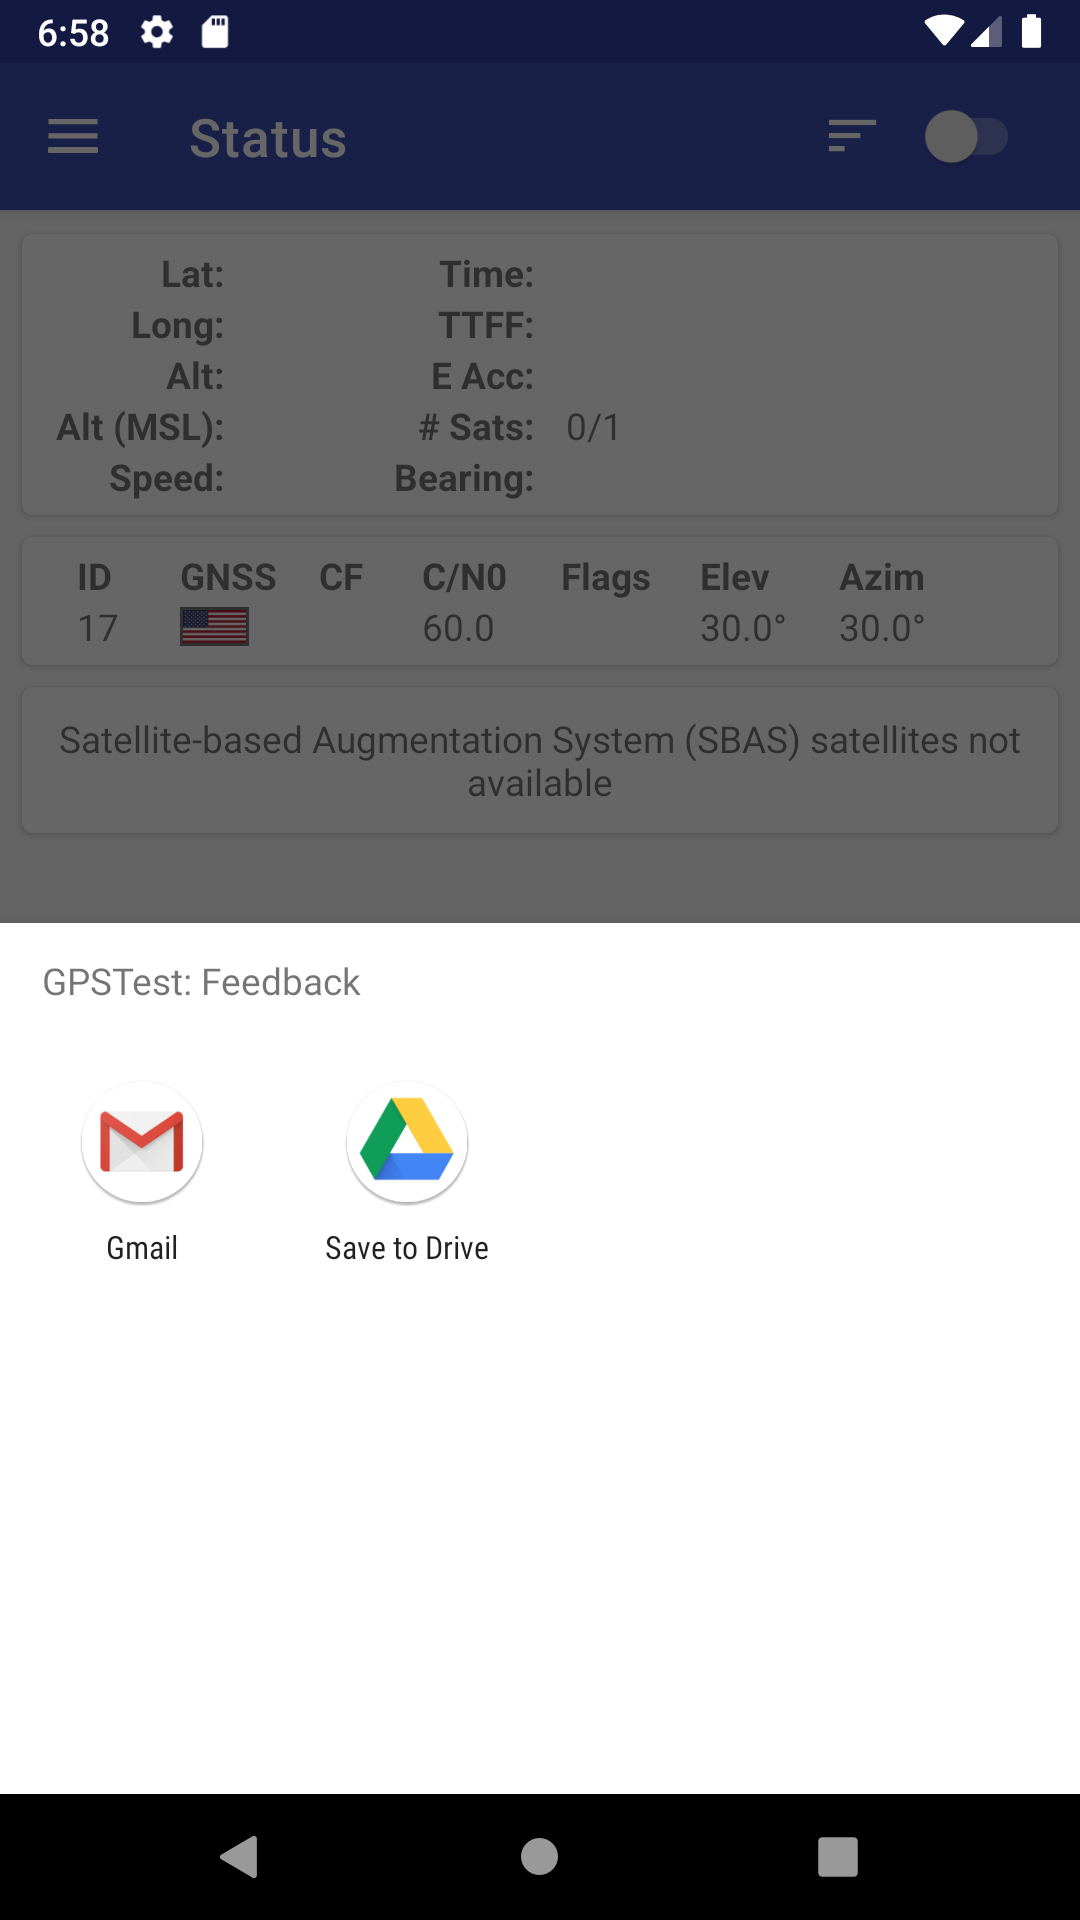 6:58
Status
Lat: Time:
Long: TTFF:
Alt: E Acc:
Alt (MSL): # Sats: 0/1
Speed: Bearing:
ID GNSS CF C/N0 Flags Elev Azim
17 60.0 30.0° 30.0°
Satellite-based Augmentation System (SBAS) satellites not
available
GPSTest: Feedback
Gmail Save to Drive